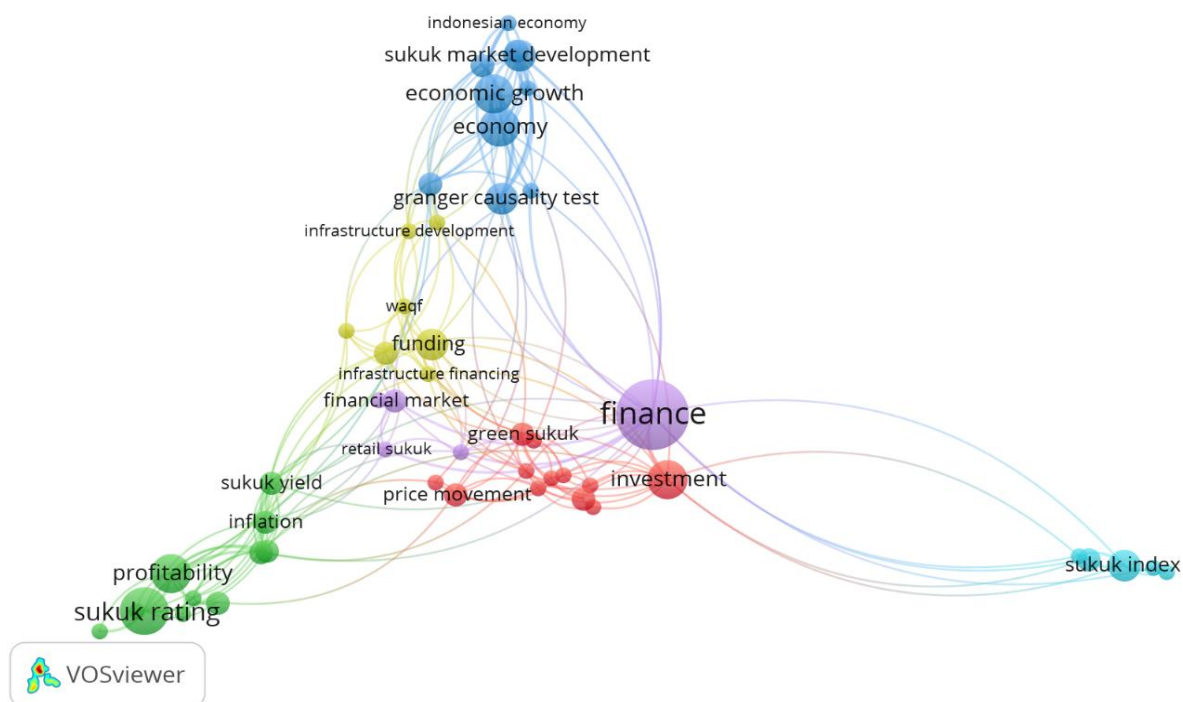 indonesian economy
sukuk market development
economic growth
economy
granger causality test
infrastructure development
waqf
funding
infrastructure financing
financial market
finance
green sukuk
retail sukuk
investment
sukuk yield
price movement
inflation
sukuk index
profitability
sukuk rating
VOSviewer